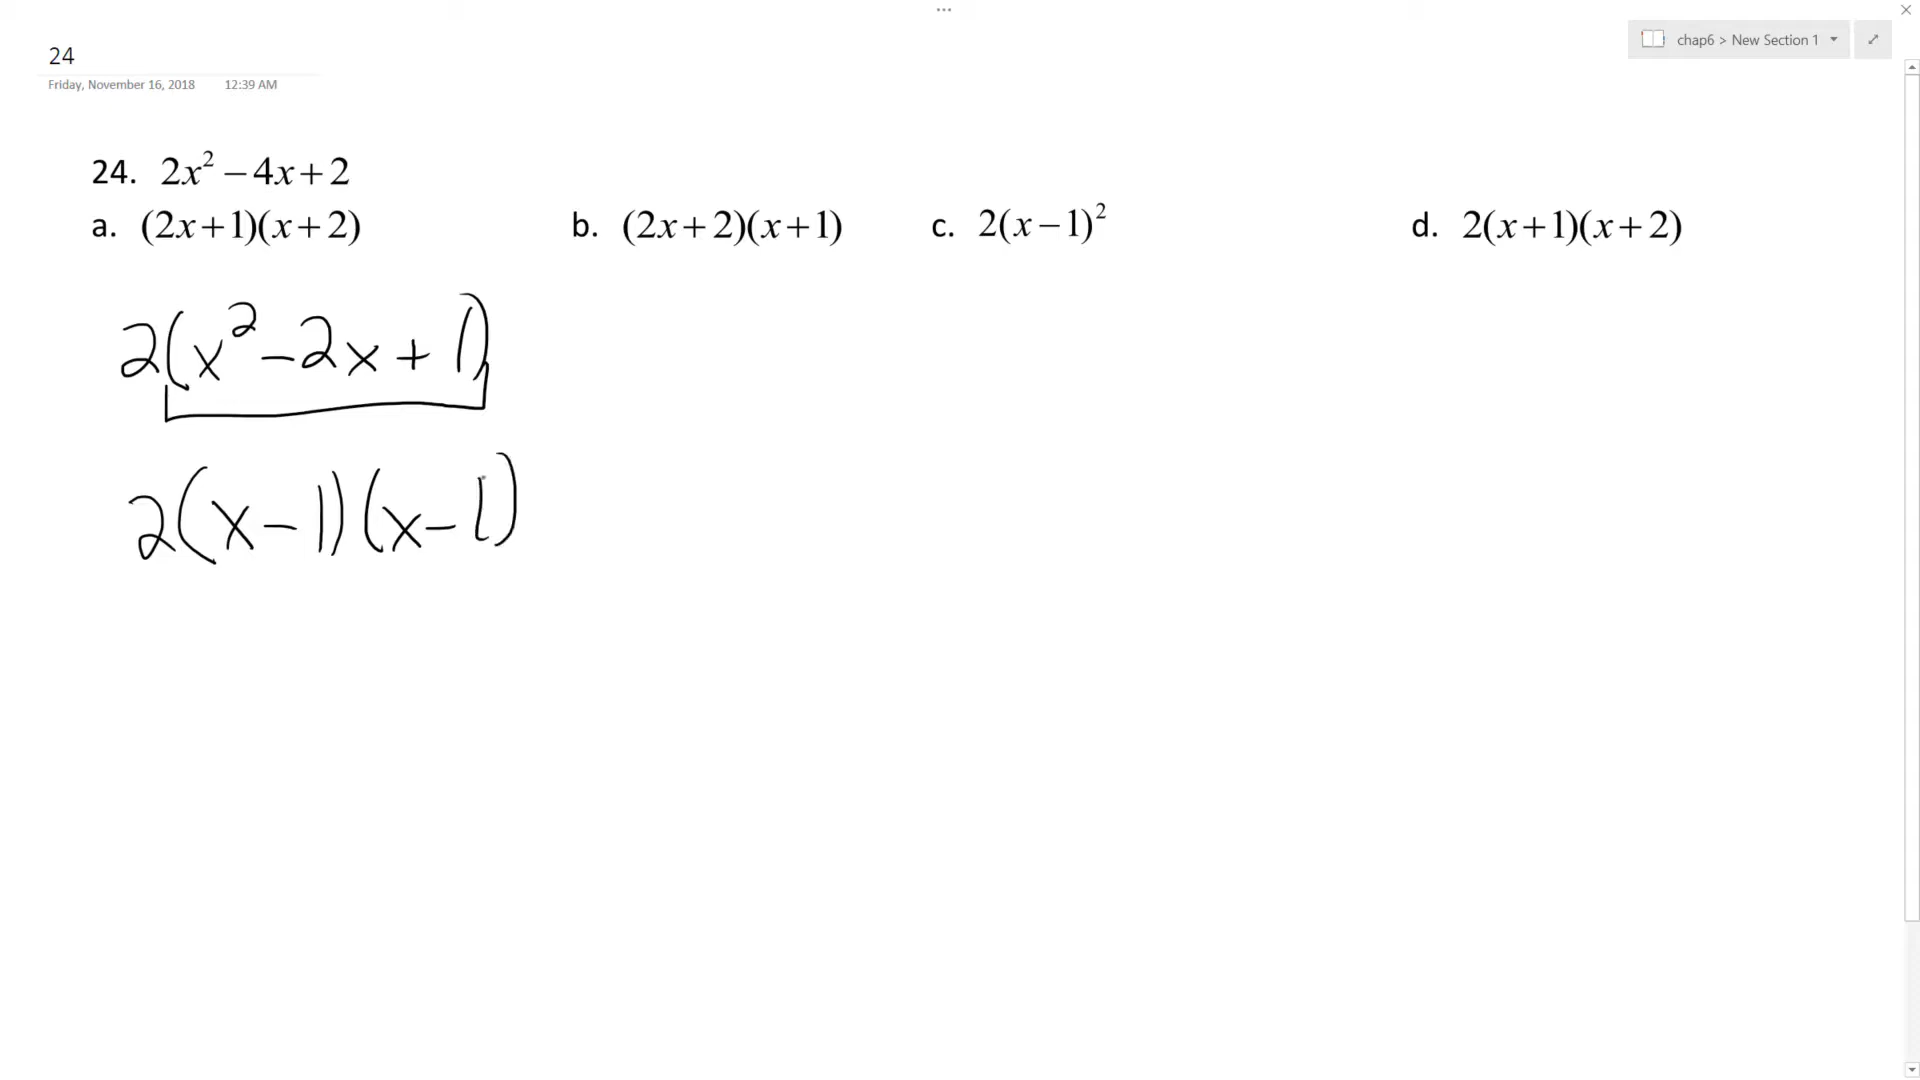 ...
chap6 > New Section 1
24
Friday, November 16, 2018 12:39 AM
24. 2x² − 4x + 2
a. (2x+1)(x+2) b. (2x+2)(x+1) c. 2(x−1)² d. 2(x+1)(x+2)
2(x² − 2x + 1)
2(x − 1)(x − 1)